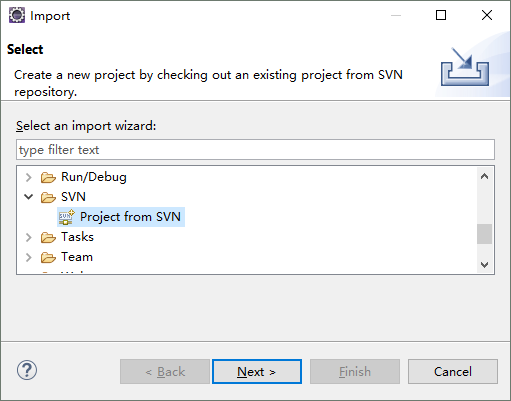 Import
Select
Create a new project by checking out an existing project from SVN
repository.
Select an import wizard:
type filter text
Run/Debug
SVN
SVN Project from SVN
Tasks
Team
?
< Back
Next >
Finish
Cancel